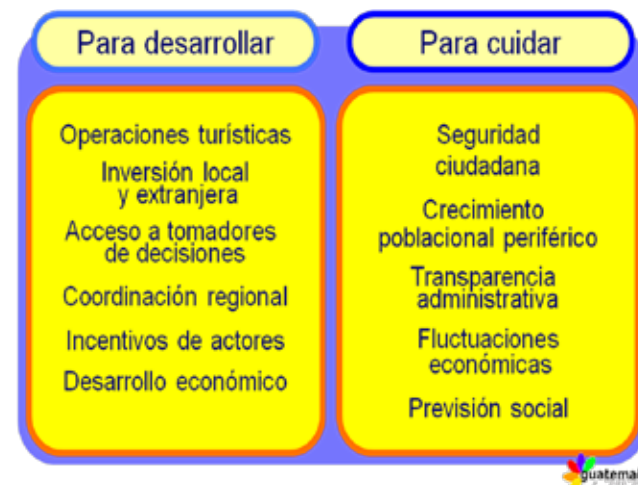 Para desarrollar
Operaciones turísticas
Inversión local
y extranjera
Acceso a tomadores
de decisiones
Coordinación regional
Incentivos de actores
Desarrollo económico
Para cuidar
Seguridad
ciudadana
Crecimiento
poblacional periférico
Transparencia
administrativa
Fluctuaciones
económicas
Previsión social